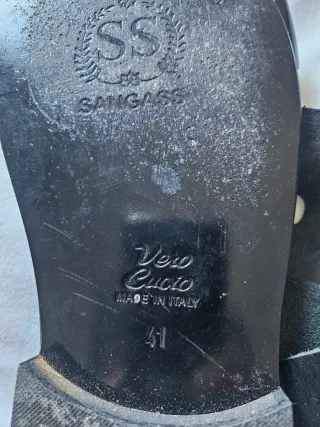 SS
SANGASS
Vero
Cuoio
MADE IN ITALY
41